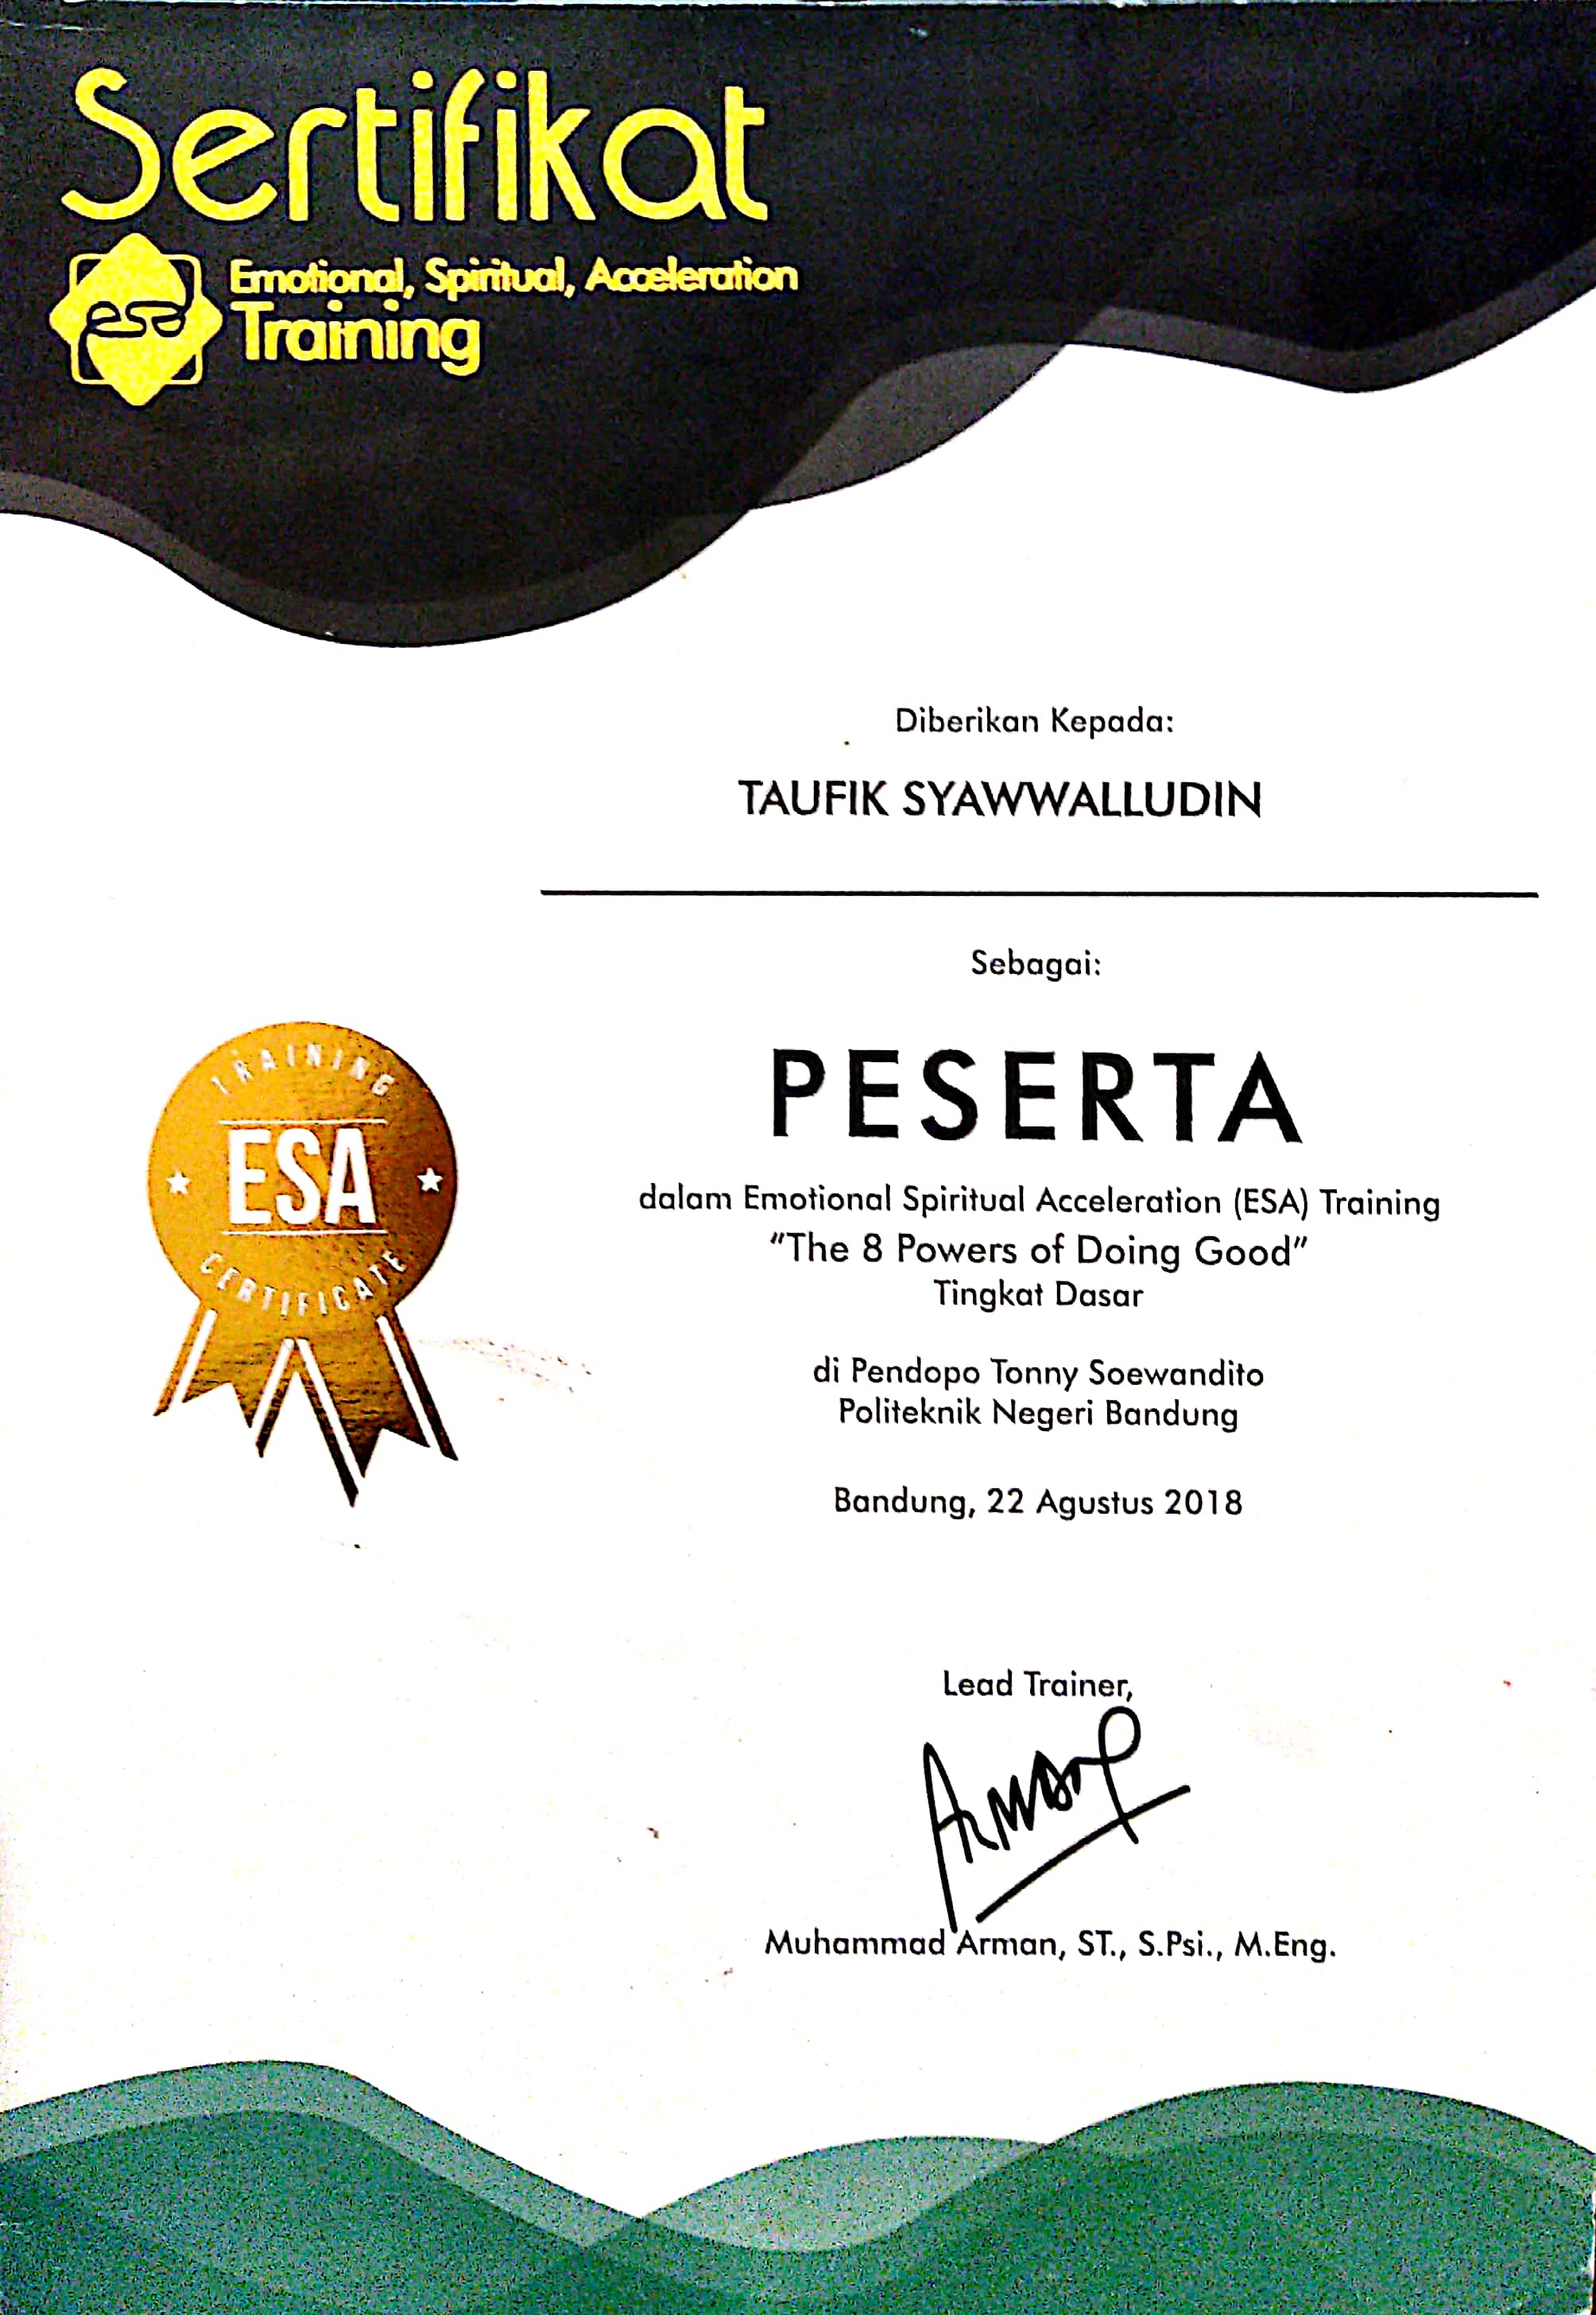 Sertifikat
esa
Emotional, Spiritual, Acceleration
Training
Diberikan Kepada:
TAUFIK SYAWWALLUDIN
Sebagai:
PESERTA
dalam Emotional Spiritual Acceleration (ESA) Training
"The 8 Powers of Doing Good"
Tingkat Dasar
di Pendopo Tonny Soewandito
Politeknik Negeri Bandung
Bandung, 22 Agustus 2018
TRAINING
ESA
CERTIFICATE
Lead Trainer,
Arman
Muhammad Arman, ST., S.Psi., M.Eng.